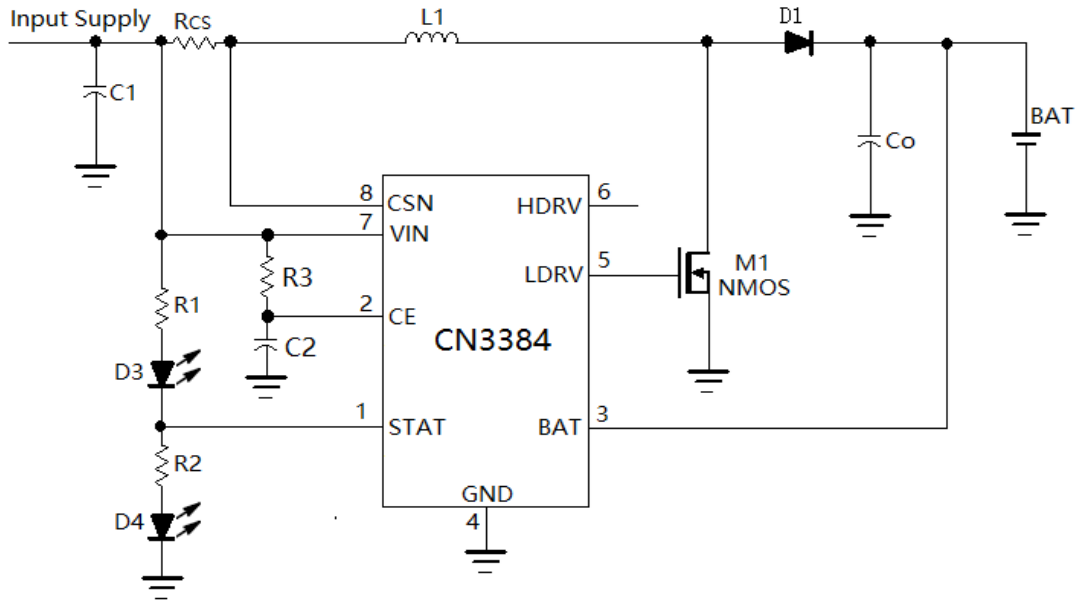 Input Supply
Rcs
L1
D1
C1
Co
BAT
8
CSN
HDRV
6
7
VIN
R3
LDRV
5
M1
NMOS
R1
2
CE
CN3384
C2
D3
1
STAT
BAT
3
R2
GND
4
D4